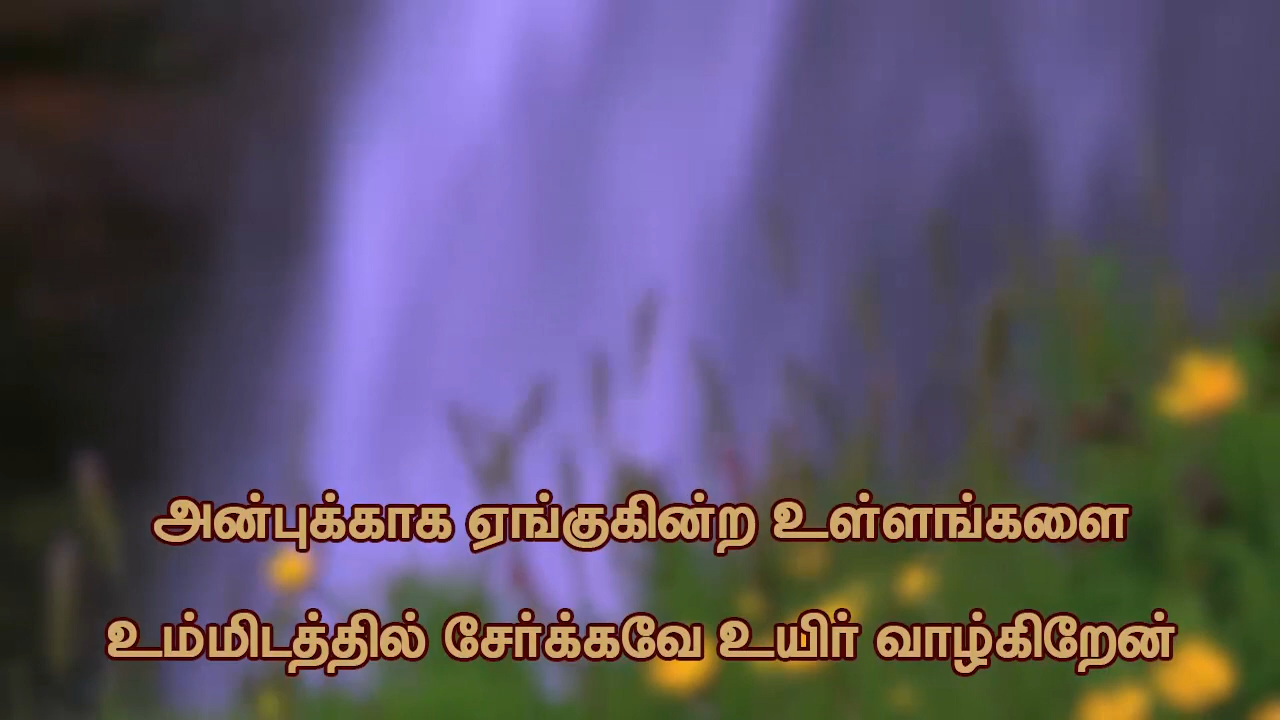 அன்புக்காக ஏங்குகின்ற உள்ளங்களை
உம்மிடத்தில் சேர்க்கவே உயிர் வாழ்கிறேன்